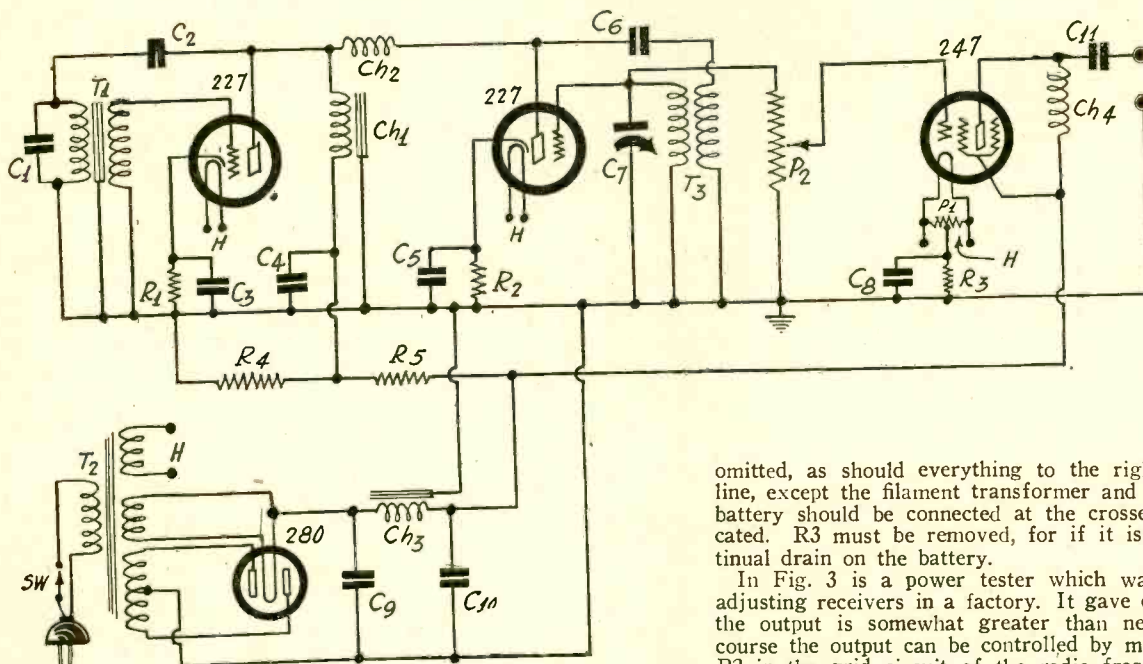 C2
C6
247
C11
T1
227
Ch2
227
Ch4
C1
Ch1
C7
T3
P2
P1
H
H
C4
C5
C8
H
R1
C3
R2
R3
R4
R5
T2
H
280
Ch3
SW
C9
C10
omitted, as should everything to the rig
line, except the filament transformer and
battery should be connected at the crosse
cated. R3 must be removed, for if it is
tinual drain on the battery.
In Fig. 3 is a power tester which wa
adjusting receivers in a factory. It gave
the output is somewhat greater than ne
course the output can be controlled by m